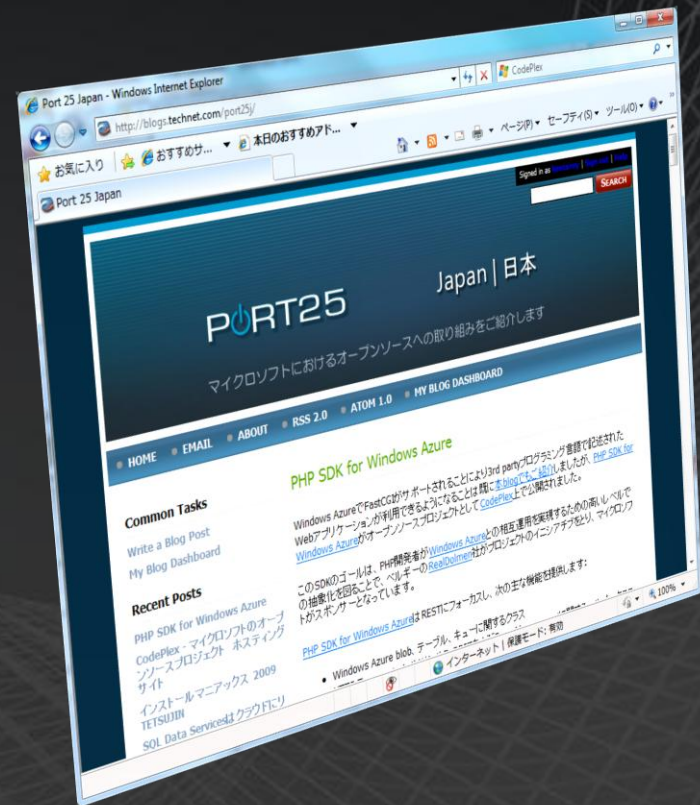 Port 25 Japan - Windows Internet Explorer
http://blogs.technet.com/port25j/
CodePlex
お気に入り おすすめサ... 本日のおすすめアド...
Port 25 Japan
ページ(P) セーフティ(S) ツール(O)
Signed in as
SEARCH
PORT25
Japan | 日本
マイクロソフトにおけるオープンソースへの取り組みをご紹介します
HOME EMAIL ABOUT RSS 2.0 ATOM 1.0 MY BLOG DASHBOARD
Common Tasks
Write a Blog Post
My Blog Dashboard
Recent Posts
PHP SDK for Windows Azure
CodePlex - マイクロソフトのオープ
ンソースプロジェクト ホスティング
サイト
インストールマニアックス 2009
TETSUJIN
SQL Data Servicesは クラウドにリ
PHP SDK for Windows Azure
Windows AzureでFastCGIがサポートされることにより3rd partyプログラミング言語で記述された
Webアプリケーションが利用できるようになることは既に本blogでもご紹介しましたが、PHP SDK for
Windows Azureがオープンソースプロジェクトとして CodePlex上で公開されました。
このSDKのゴールは、PHP開発者がWindows Azureとの相互運用を実現するための高いレベルで
の抽象化を図ることで、ベルギーのRealDolmen社がプロジェクトのイニシアチブをとり、マイクロソフ
トがスポンサーとなっています。
PHP SDK for Windows AzureはRESTにフォーカスし、次の主な機能を提供します:
• Windows Azure blob、テーブル、キューに関するクラス
インターネット | 保護モード: 有効
100%